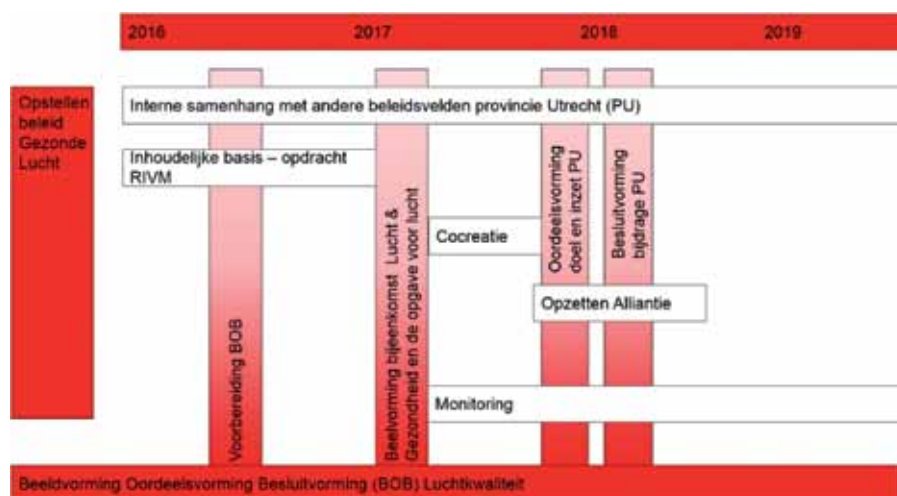 2016 2017 2018 2019
Opstellen
beleid
Gezonde
Lucht
Interne samenhang met andere beleidsvelden provincie Utrecht (PU)
Inhoudelijke basis – opdracht
RIVM
Voorbereiding BOB
Beelvorming bijeenkomst Lucht &
Gezondheid en de opgave voor lucht
Cocreatie
Oordeelsvorming
doel en inzet PU
Besluitvorming
bijdrage PU
Opzetten Alliantie
Monitoring
Beeldvorming Oordeelsvorming Besluitvorming (BOB) Luchtkwaliteit